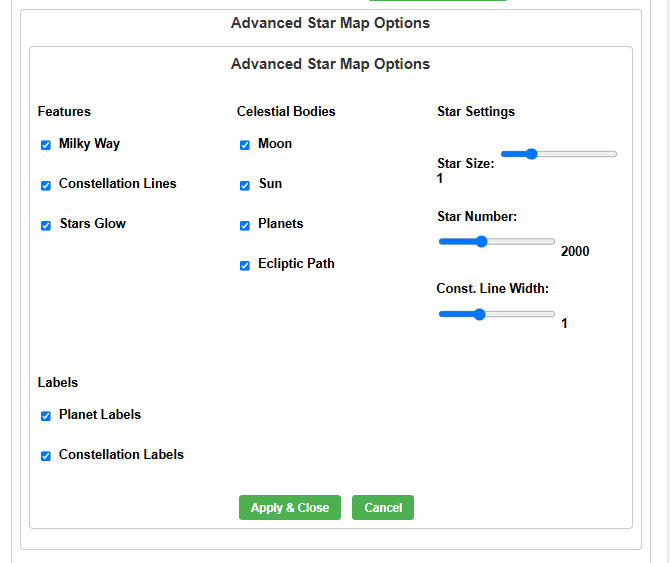 Advanced Star Map Options
Advanced Star Map Options
Features
Milky Way
Constellation Lines
Stars Glow
Celestial Bodies
Moon
Sun
Planets
Ecliptic Path
Star Settings
Star Size:
1
Star Number:
2000
Const. Line Width:
1
Labels
Planet Labels
Constellation Labels
Apply & Close
Cancel